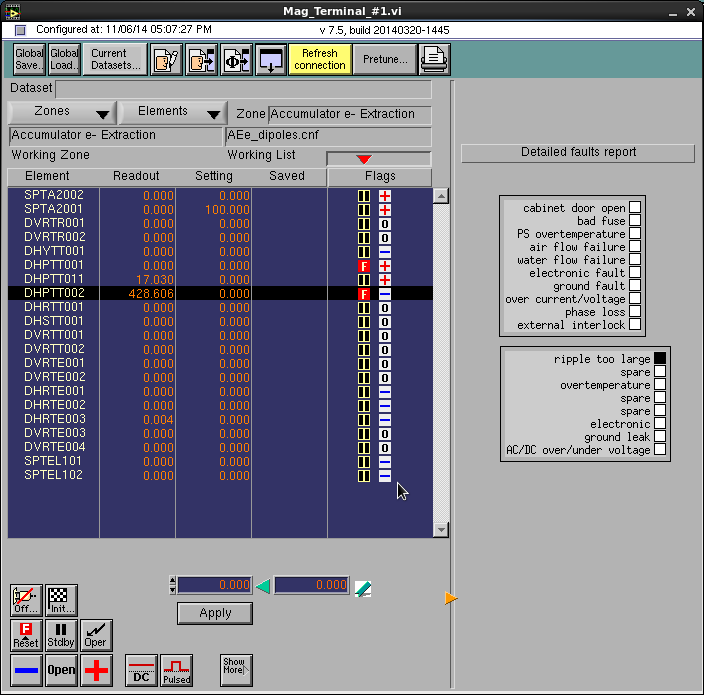 Mag_Terminal_#1.vi
Configured at: 11/06/14 05:07:27 PM v 7.5, build 20140320-1445
Global Save.. Global Load.. Current Datasets... Refresh connection Pretune...
Dataset
Zones Elements Zone Accumulator e- Extraction
Accumulator e- Extraction AEe_dipoles.cnf
Working Zone Working List
Element Readout Setting Saved Flags
SPTA2002 0.000 0.000 +
SPTA2001 0.000 100.000 +
DVRTR001 0.000 0.000 0
DVRTR002 0.000 0.000 0
DHYTT001 0.000 0.000 −
DHPTT001 0.000 0.000 F +
DHPTT011 17.030 0.000 +
DHPTT002 428.606 0.000 F −
DHRTT001 0.000 0.000 0
DHSTT001 0.000 0.000 0
DVRTT001 0.000 0.000 0
DVRTT002 0.000 0.000 0
DVRTE001 0.000 0.000 0
DVRTE002 0.000 0.000 0
DHRTE001 0.000 0.000 −
DHRTE002 0.000 0.000 −
DHRTE003 0.004 0.000 −
DVRTE003 0.000 0.000 0
DVRTE004 0.000 0.000 0
SPTEL101 0.000 0.000 −
SPTEL102 0.000 0.000 −
0.000 0.000
Apply
Off... Init...
F Reset Stdby Oper
Open DC Pulsed Show More
Detailed faults report
cabinet door open
bad fuse
PS overtemperature
air flow failure
water flow failure
electronic fault
ground fault
over current/voltage
phase loss
external interlock
ripple too large
spare
overtemperature
spare
spare
electronic
ground leak
AC/DC over/under voltage